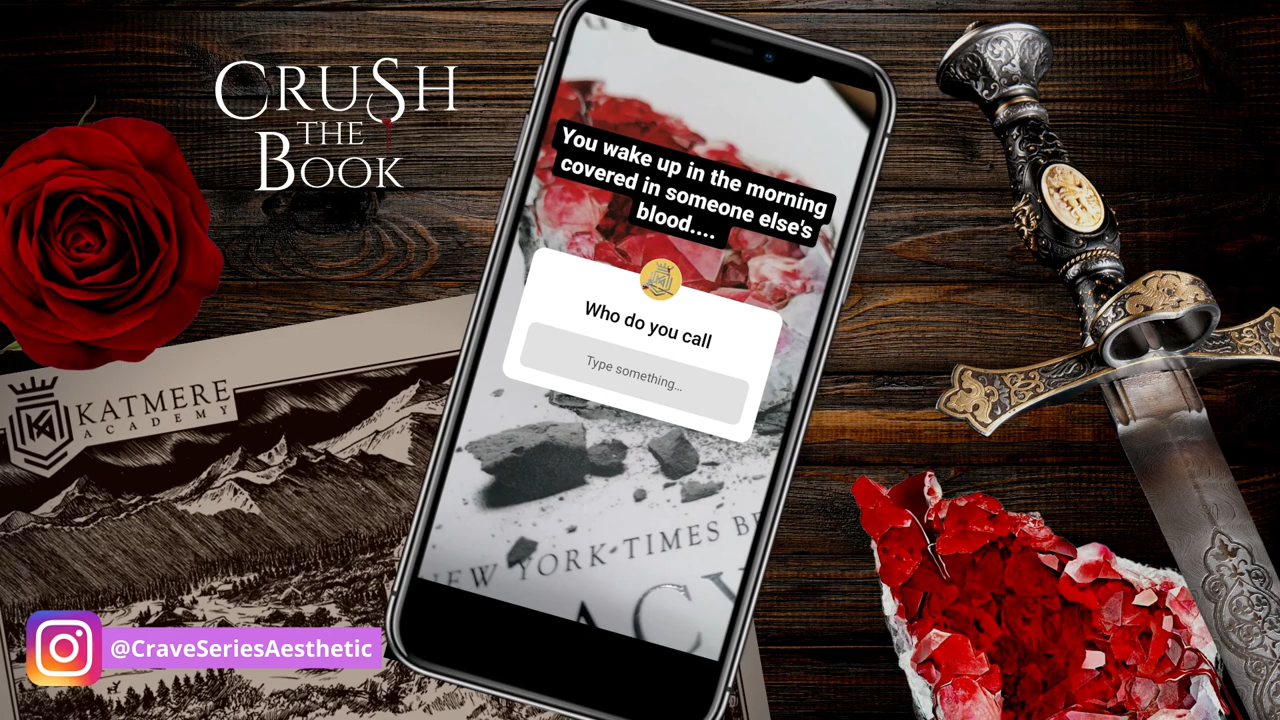 CRUSH
THE
BOOK
You wake up in the morning
covered in someone else's
blood....
Who do you call
Type something...
KATMERE
ACADEMY
YORK TIMES
@CraveSeriesAesthetic